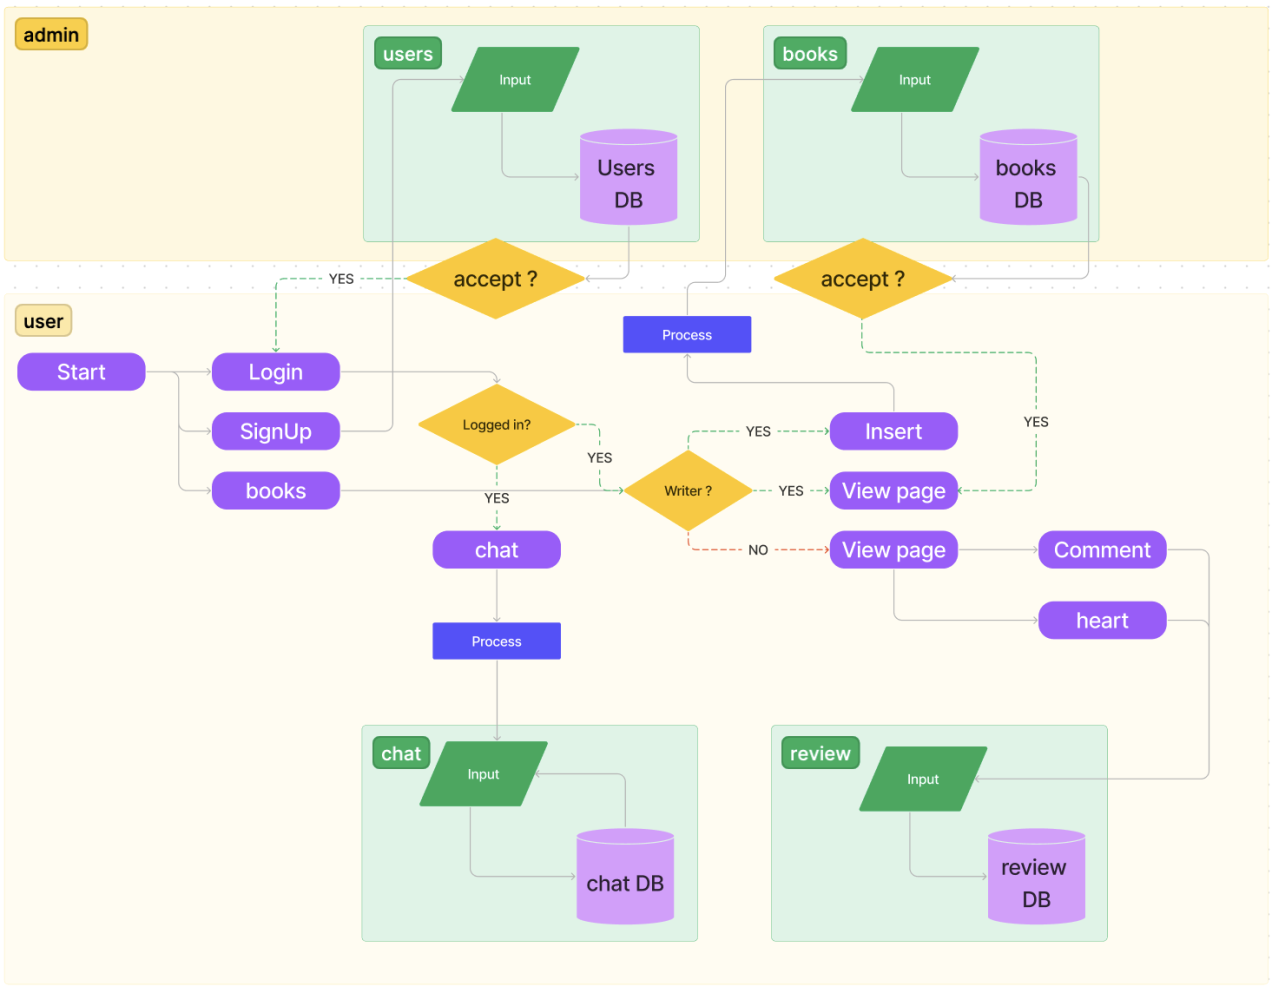 admin
users
Input
Users
DB
books
Input
books
DB
accept ?
YES
accept ?
user
Process
Start
Login
Logged in?
SignUp
YES
YES
Insert
YES
books
YES
Writer ?
YES
View page
chat
NO
View page
Comment
heart
Process
chat
Input
chat DB
review
Input
review
DB